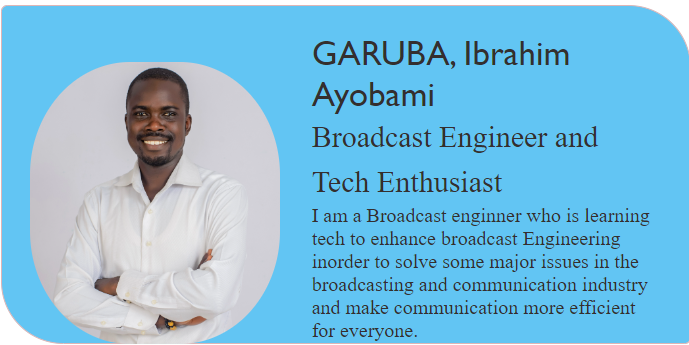 GARUBA, Ibrahim
Ayobami
Broadcast Engineer and
Tech Enthusiast
I am a Broadcast enginner who is learning
tech to enhance broadcast Engineering
inorder to solve some major issues in the
broadcasting and communication industry
and make communication more efficient
for everyone.